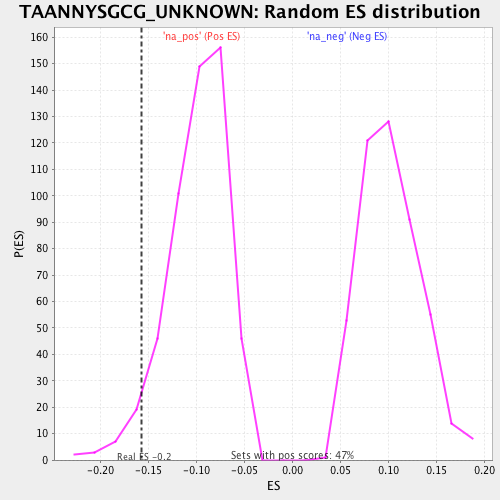 TAANNYSGCG_UNKNOWN: Random ES distribution
'na_pos' (Pos ES) 'na_neg' (Neg ES)
160
150
140
130
120
110
100
90
80
70
60
50
40
30
20
10
0
P(ES)
Real ES -0.2 Sets with pos scores: 47%
-0.20 -0.15 -0.10 -0.05 0.00 0.05 0.10 0.15 0.20
ES